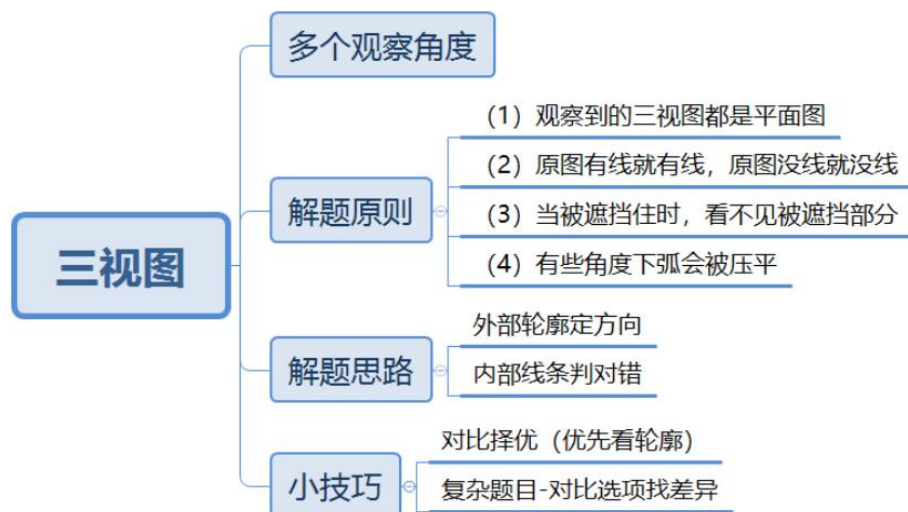 三视图
多个观察角度
解题原则
（1）观察到的三视图都是平面图
（2）原图有线就有线，原图没线就没线
（3）当被遮挡住时，看不见被遮挡部分
（4）有些角度下弧会被压平
解题思路
外部轮廓定方向
内部线条判对错
小技巧
对比择优（优先看轮廓）
复杂题目-对比选项找差异